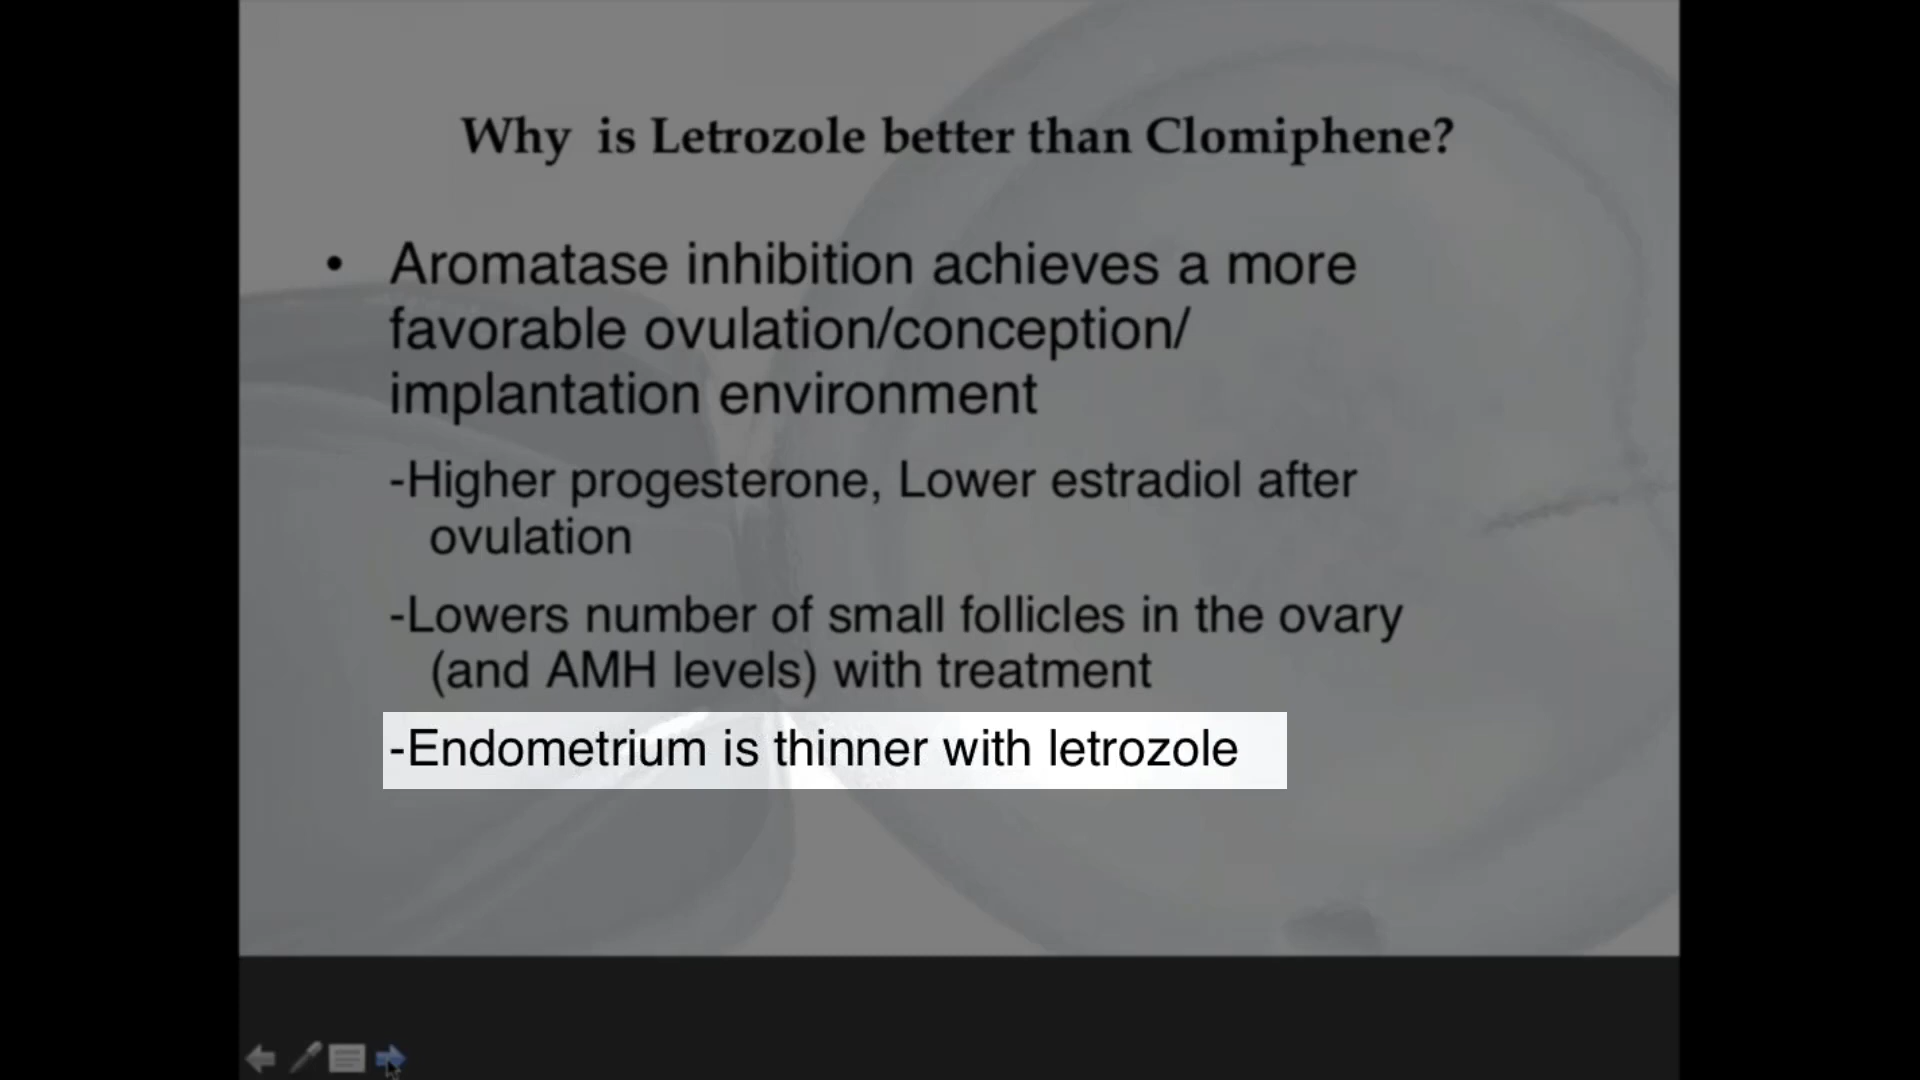 Why is Letrozole better than Clomiphene?
• Aromatase inhibition achieves a more
favorable ovulation/conception/
implantation environment
-Higher progesterone, Lower estradiol after
ovulation
-Lowers number of small follicles in the ovary
(and AMH levels) with treatment
-Endometrium is thinner with letrozole